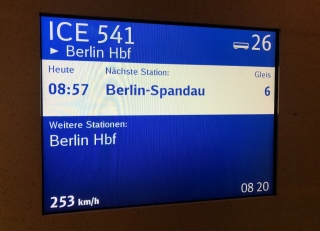 ICE 541
► Berlin Hbf
26
Heute Nächste Station: Gleis
08:57 Berlin-Spandau 6
Weitere Stationen:
Berlin Hbf
253 km/h 08 20